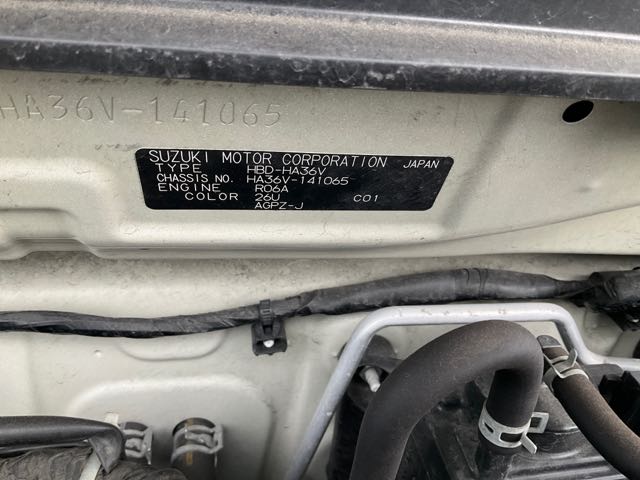 HA36V-141065
SUZUKI MOTOR CORPORATION JAPAN
TYPE HBD-HA36V
CHASSIS NO. HA36V-141065
ENGINE R06A
COLOR 26U C01
AGPZ-J